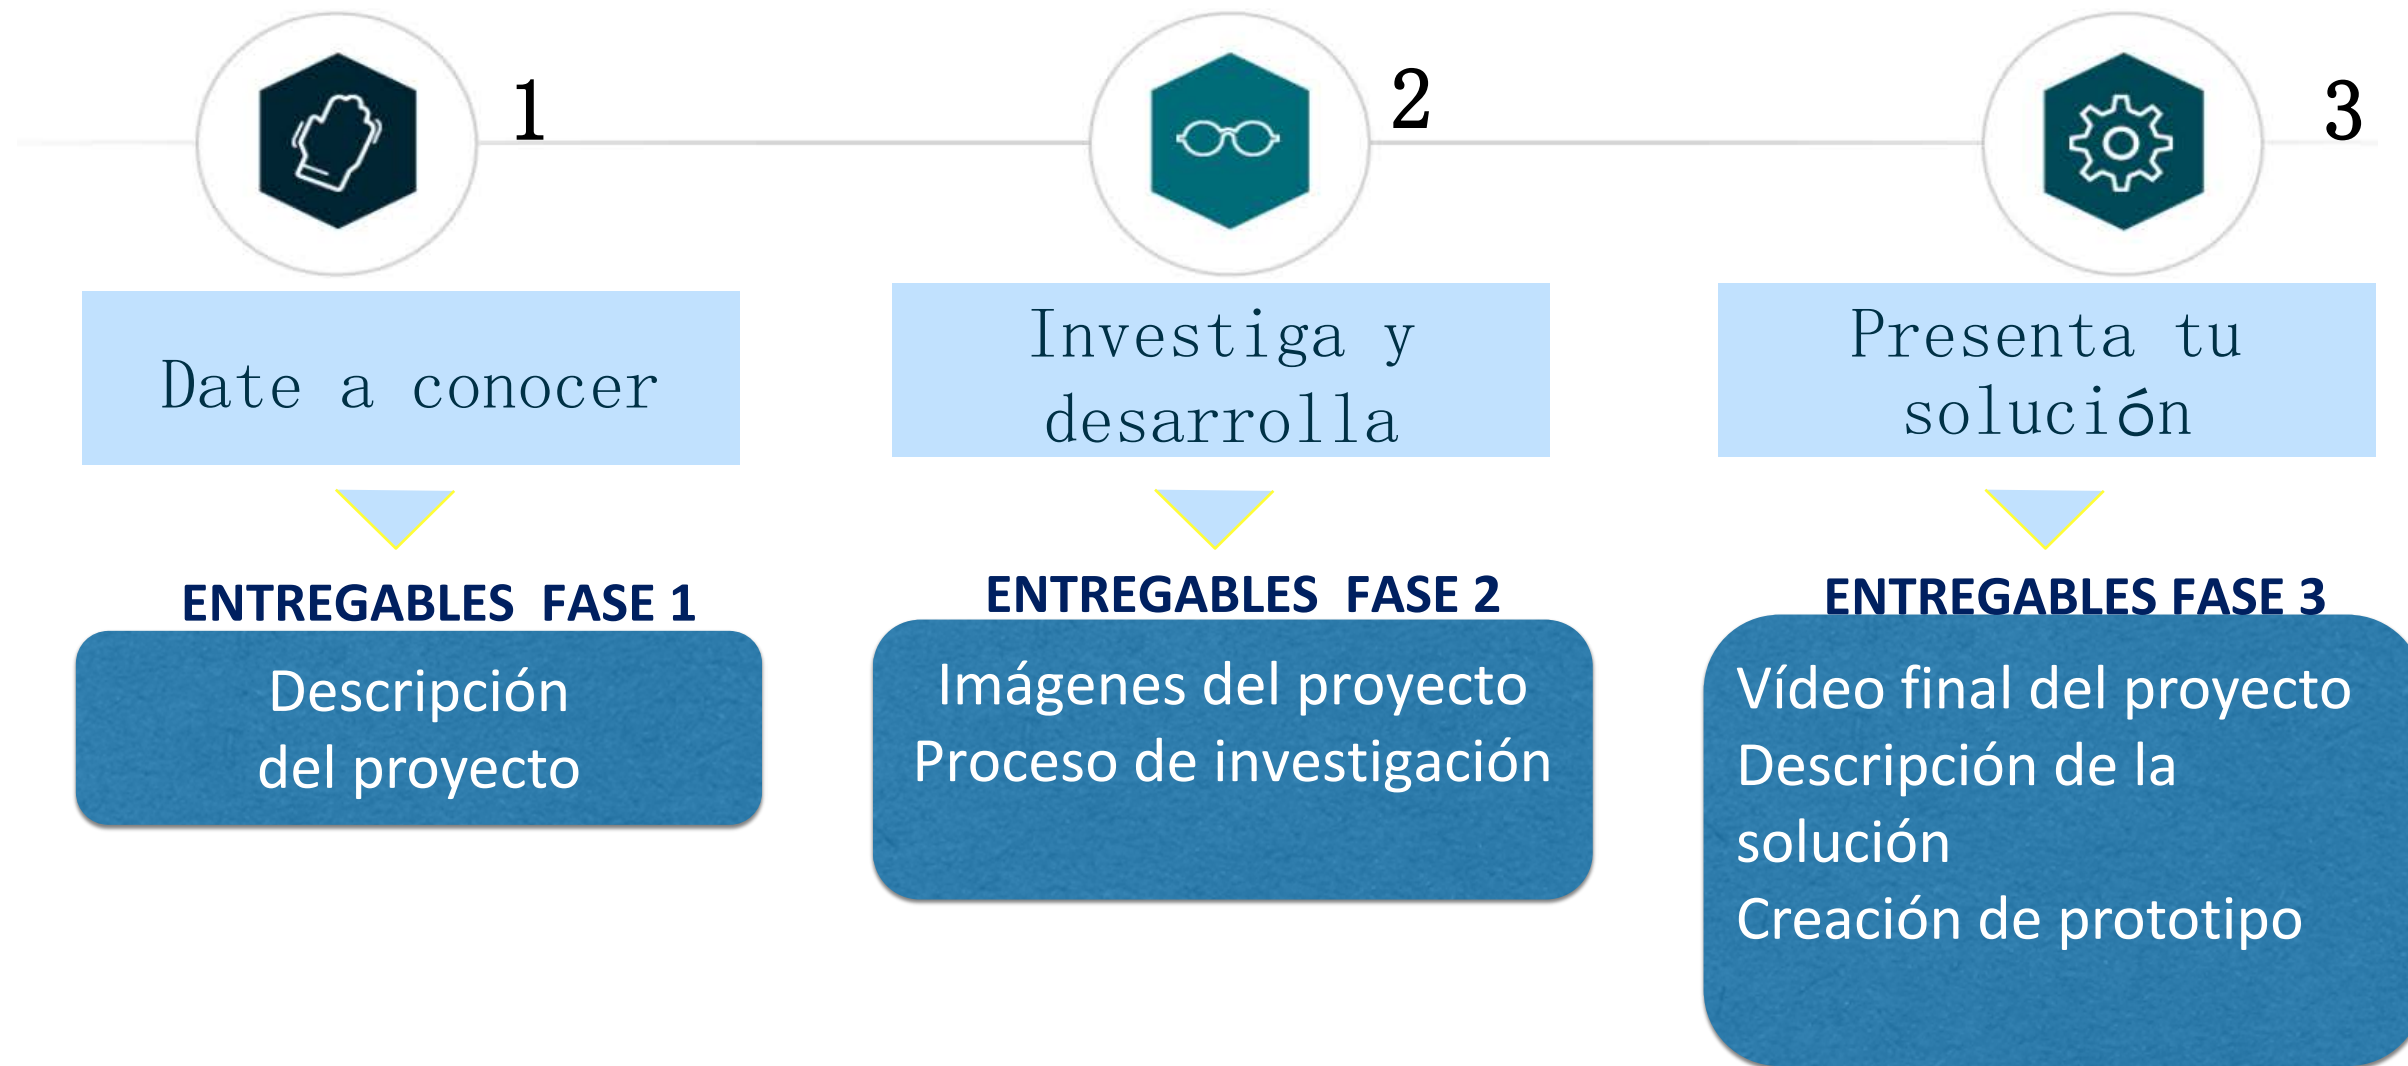 1
Date a conocer
ENTREGABLES FASE 1
Descripción
del proyecto
2
Investiga y
desarrolla
ENTREGABLES FASE 2
Imágenes del proyecto
Proceso de investigación
3
Presenta tu
solución
ENTREGABLES FASE 3
Vídeo final del proyecto
Descripción de la
solución
Creación de prototipo